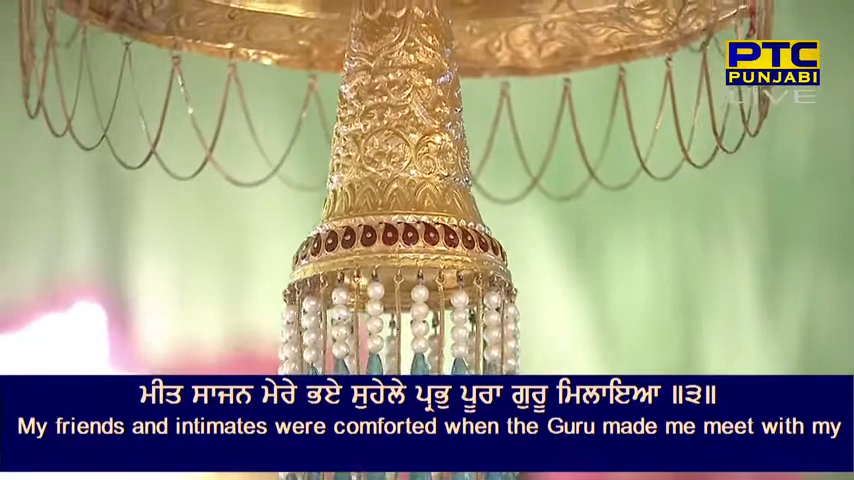 PTC
PUNJABI
LIVE
ਮੀਤ ਸਾਜਨ ਮੇਰੇ ਭਏ ਸੁਹੇਲੇ ਪ੍ਰਭੁ ਪੂਰਾ ਗੁਰੂ ਮਿਲਾਇਆ ॥੩॥
My friends and intimates were comforted when the Guru made me meet with my